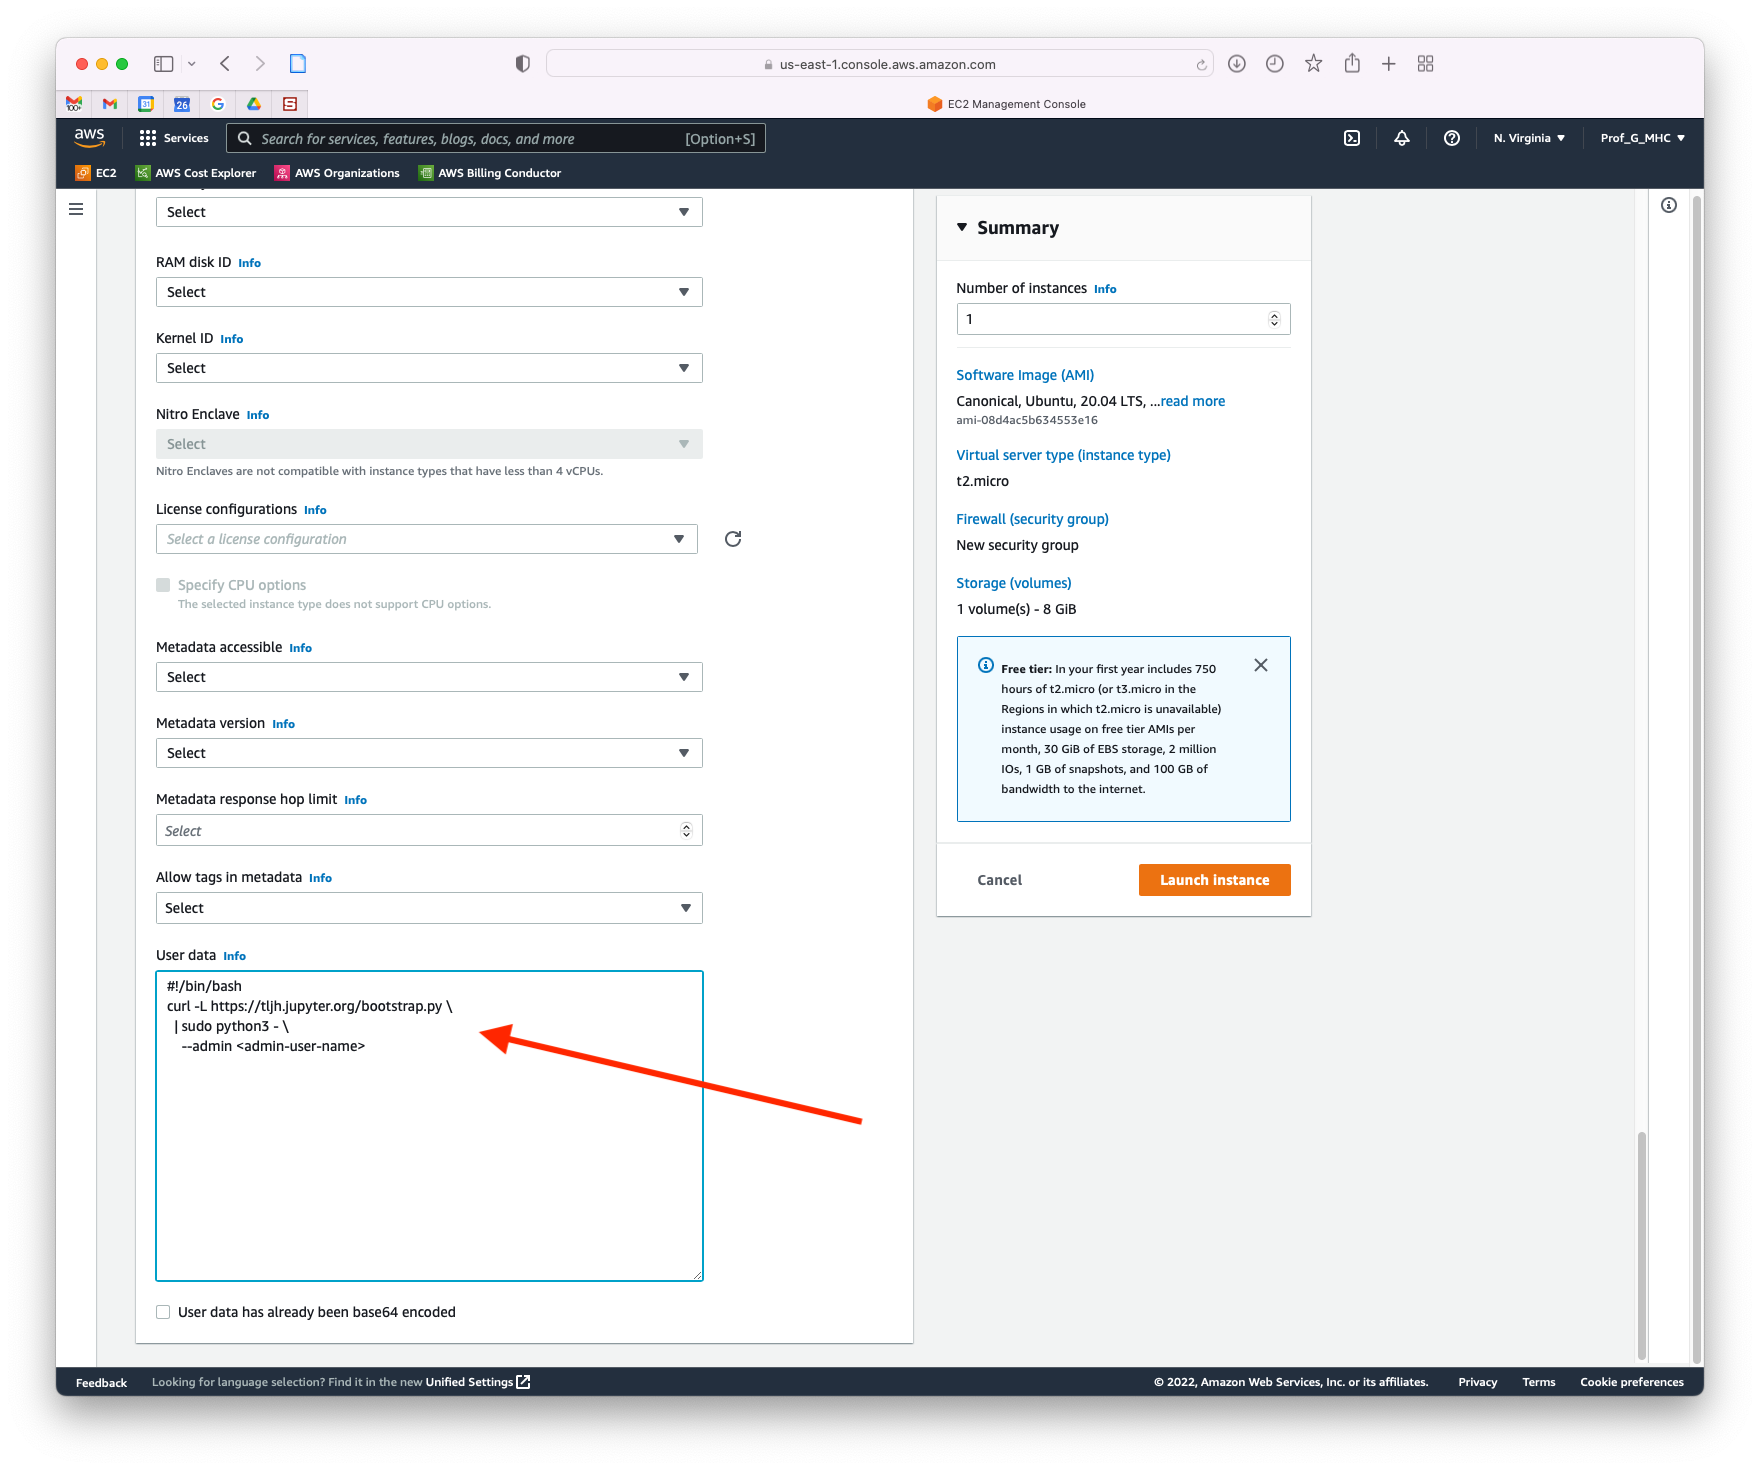 us-east-1.console.aws.amazon.com
EC2 Management Console
aws
Services
Search for services, features, blogs, docs, and more
[Option+S]
N. Virginia
Prof_G_MHC
EC2
AWS Cost Explorer
AWS Organizations
AWS Billing Conductor
Select
RAM disk ID Info
Select
Kernel ID Info
Select
Nitro Enclave Info
Select
Nitro Enclaves are not compatible with instance types that have less than 4 vCPUs.
License configurations Info
Select a license configuration
Specify CPU options
The selected instance type does not support CPU options.
Metadata accessible Info
Select
Metadata version Info
Select
Metadata response hop limit Info
Select
Allow tags in metadata Info
Select
User data Info
#!/bin/bash
curl -L https://tljh.jupyter.org/bootstrap.py \
| sudo python3 - \
--admin <admin-user-name>
User data has already been base64 encoded
Summary
Number of instances Info
1
Software Image (AMI)
Canonical, Ubuntu, 20.04 LTS, ...read more
ami-08d4ac5b634553e16
Virtual server type (instance type)
t2.micro
Firewall (security group)
New security group
Storage (volumes)
1 volume(s) - 8 GiB
Free tier: In your first year includes 750
hours of t2.micro (or t3.micro in the
Regions in which t2.micro is unavailable)
instance usage on free tier AMIs per
month, 30 GiB of EBS storage, 2 million
IOs, 1 GB of snapshots, and 100 GB of
bandwidth to the internet.
Cancel
Launch instance
Feedback
Looking for language selection? Find it in the new Unified Settings
© 2022, Amazon Web Services, Inc. or its affiliates.
Privacy
Terms
Cookie preferences